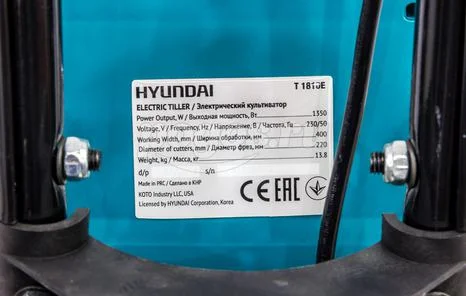 HYUNDAI T 1810E
ELECTRIC TILLER / Электрический культиватор
Power Output, W / Выходная мощность, Вт 1350
Voltage, V / Frequency, Hz / Напряжение, В / Частота, Гц 230/50
Working Width, mm / Ширина обработки, мм 400
Diameter of cutters, mm / Диаметр фрез, мм 220
Weight, kg / Масса, кг 13.8
d/p s/n
Made in PRC / Сделано в КНР
KOTO Industry LLC, USA
Licensed by HYUNDAI Corporation, Korea
CE EAC